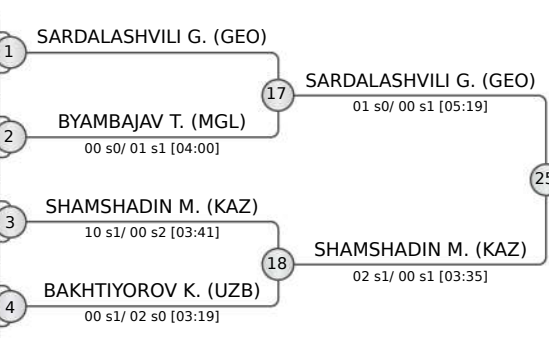 1
SARDALASHVILI G. (GEO)
17
SARDALASHVILI G. (GEO)
01 s0/ 00 s1 [05:19]
2
BYAMBAJAV T. (MGL)
00 s0/ 01 s1 [04:00]
25
3
SHAMSHADIN M. (KAZ)
10 s1/ 00 s2 [03:41]
18
SHAMSHADIN M. (KAZ)
02 s1/ 00 s1 [03:35]
4
BAKHTIYOROV K. (UZB)
00 s1/ 02 s0 [03:19]